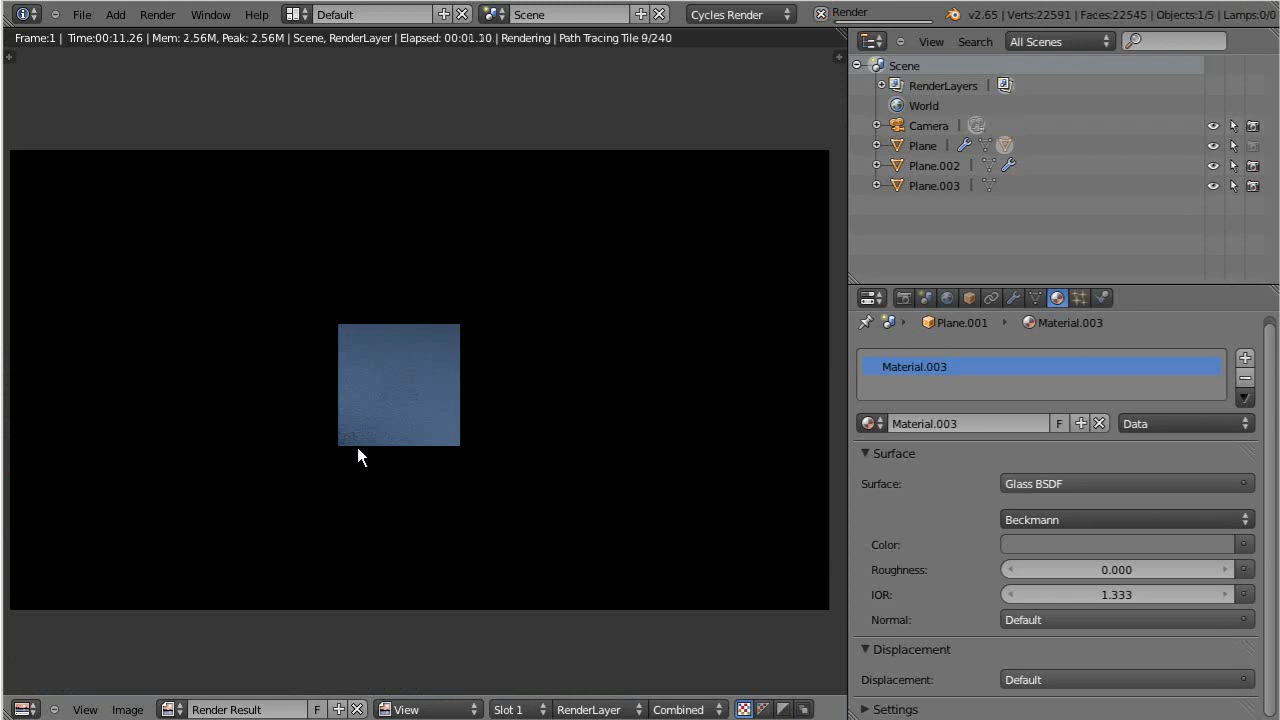 File Add Render Window Help Default Scene Cycles Render Render v2.65 | Verts:22591 | Faces:22545 | Objects:1/5 | Lamps:0/0
Frame:1 | Time:00:11.26 | Mem: 2.56M, Peak: 2.56M | Scene, RenderLayer | Elapsed: 00:01.10 | Rendering | Path Tracing Tile 9/240
View Search All Scenes
Scene
RenderLayers
World
Camera
Plane
Plane.002
Plane.003
Plane.001 Material.003
Material.003
Material.003 F Data
Surface
Surface: Glass BSDF
Beckmann
Color:
Roughness: 0.000
IOR: 1.333
Normal: Default
Displacement
Displacement: Default
Settings
View Image Render Result F View Slot 1 RenderLayer Combined